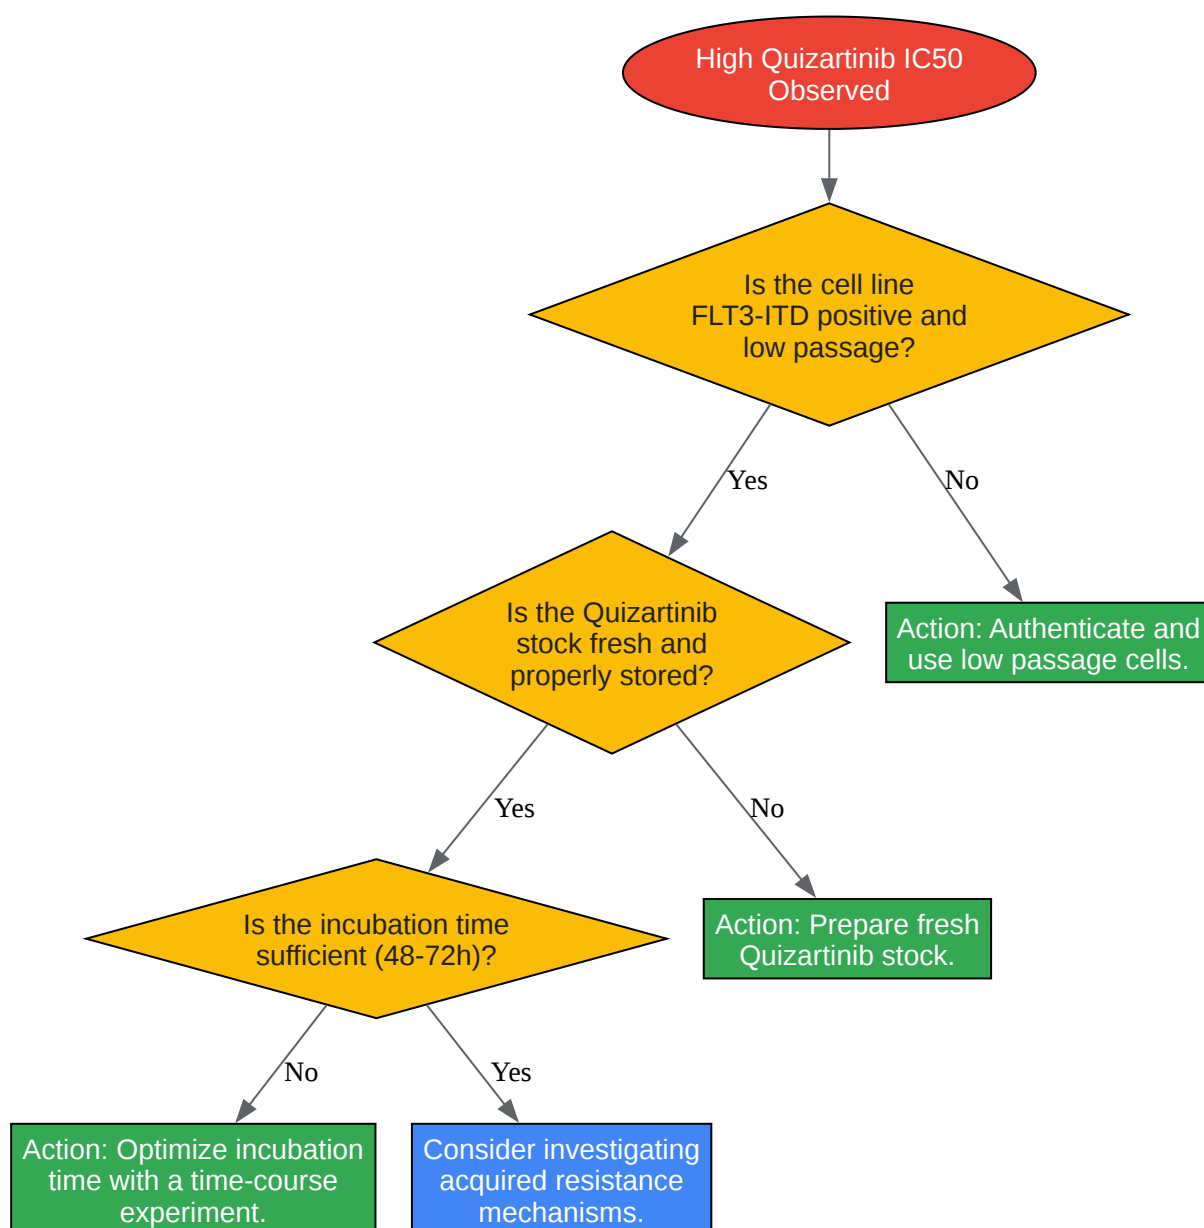 High Quizartinib IC50
Observed
Is the cell line
FLT3-ITD positive and
low passage?
Yes
No
Is the Quizartinib
stock fresh and
properly stored?
Action: Authenticate and
use low passage cells.
Yes
No
Is the incubation time
sufficient (48-72h)?
Action: Prepare fresh
Quizartinib stock.
No
Yes
Action: Optimize incubation
time with a time-course
experiment.
Consider investigating
acquired resistance
mechanisms.